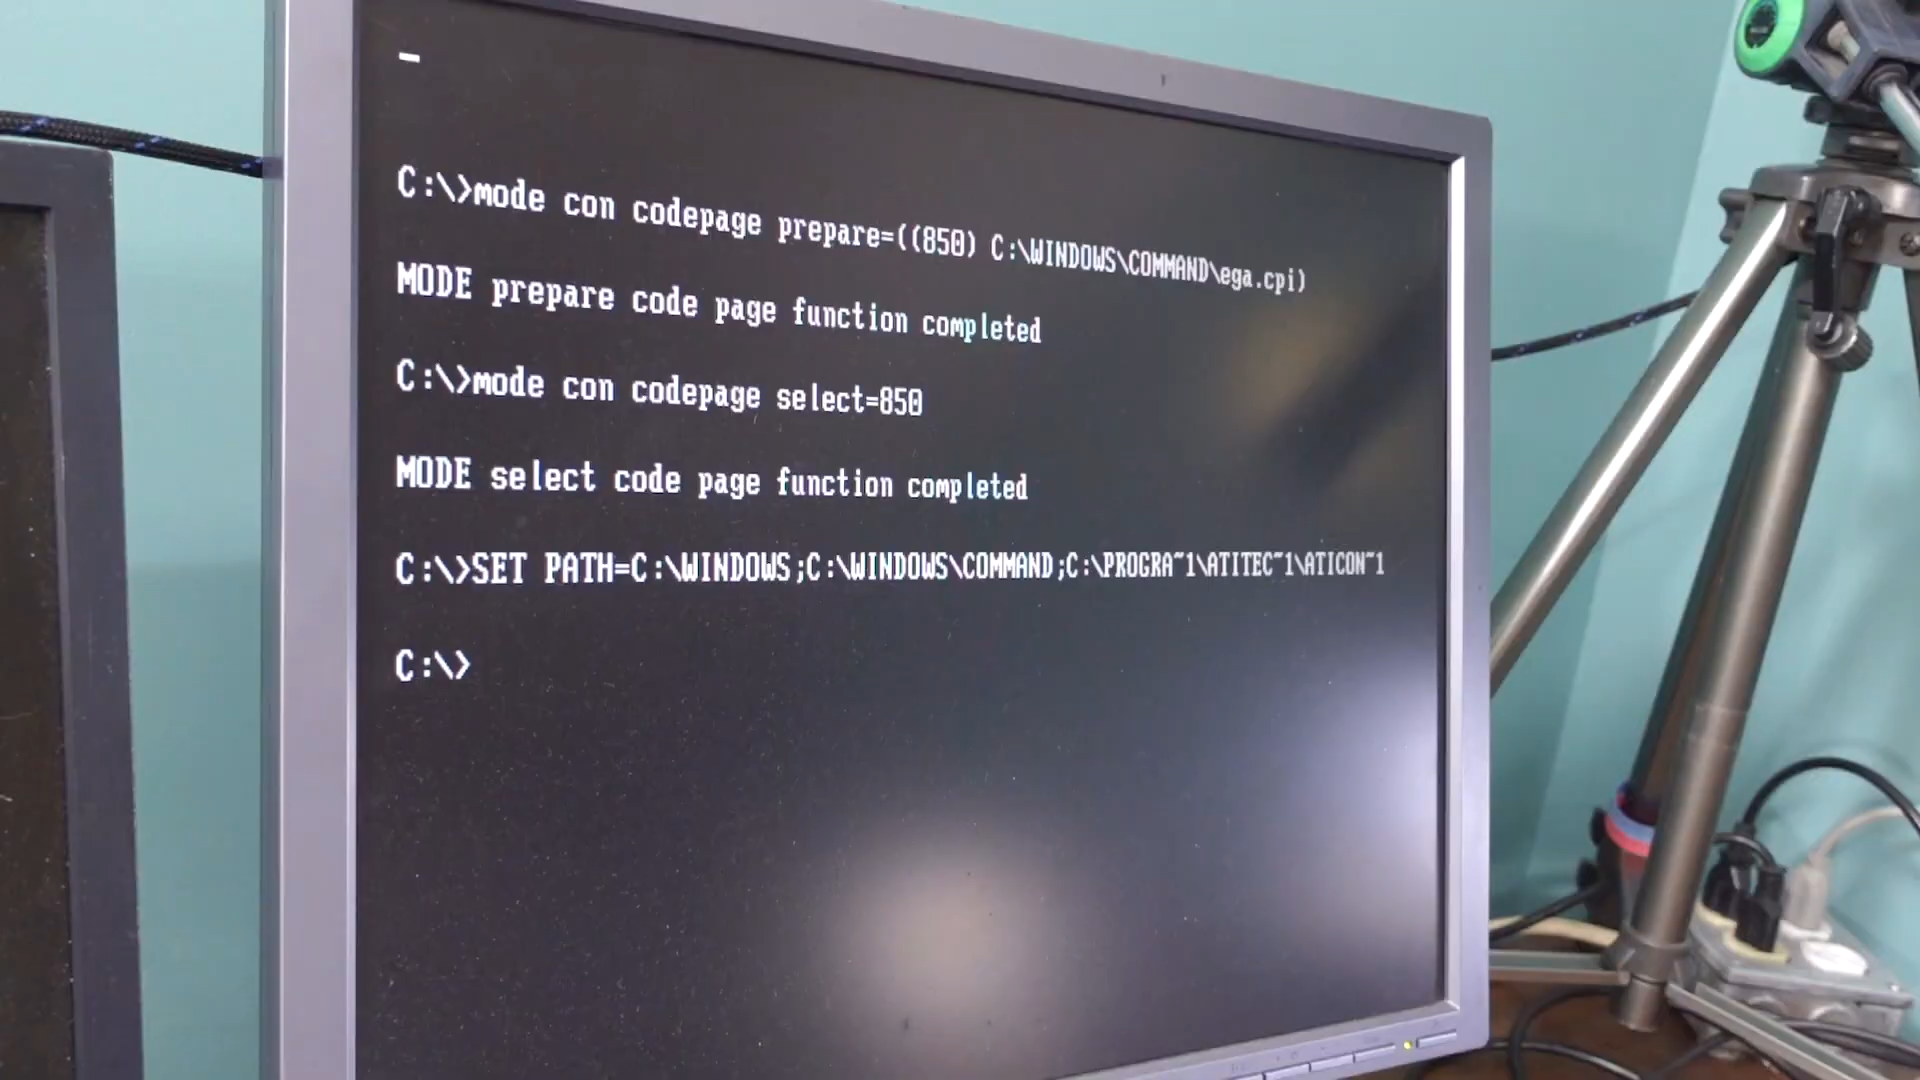 C:\>mode con codepage prepare=((850) C:\WINDOWS\COMMAND\ega.cpi)
MODE prepare code page function completed
C:\>mode con codepage select=850
MODE select code page function completed
C:\>SET PATH=C:\WINDOWS;C:\WINDOWS\COMMAND;C:\PROGRA~1\ATITEC~1\ATICON~1
C:\>